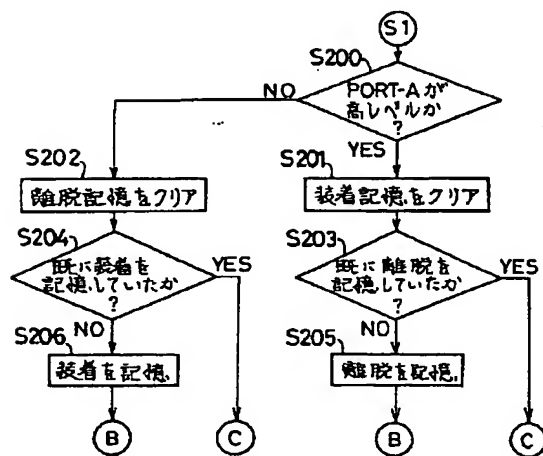 S1
S200
PORT-Aが
高レベルか
?
NO
YES
S202
離脱記憶をクリア
S201
装着記憶をクリア
S204
既に装着を
記憶していたか
?
YES
NO
S203
既に離脱を
記憶していたか
?
YES
NO
S206
装着を記憶
S205
離脱を記憶
B
C
B
C